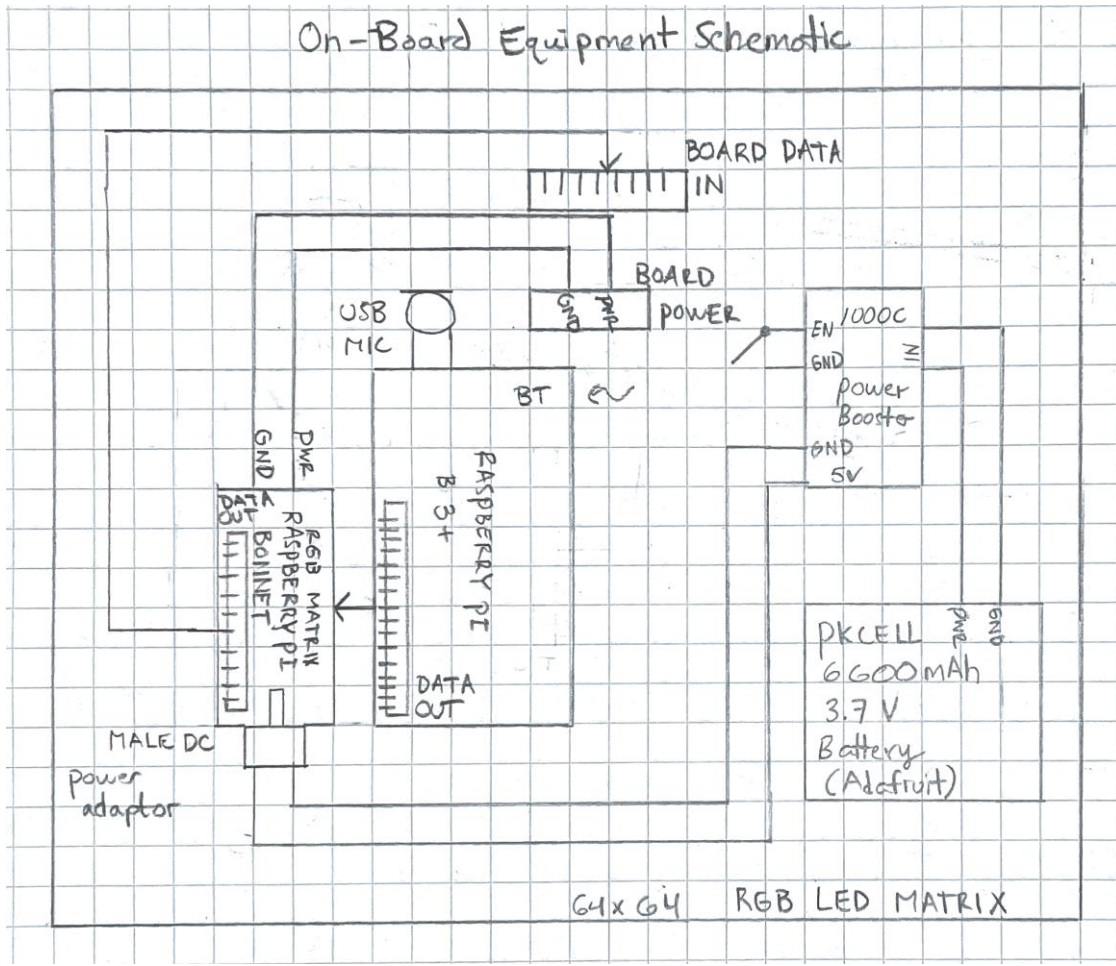 On-Board Equipment Schematic
BOARD DATA
IN
BOARD
POWER
GND
PWR
USB
MIC
EN
1000C
GND
IN
Power
Booster
GND
5V
BT
RASPBERRY PI
B 3+
DATA
OUT
GND
PWR
DATA
OUT
RGB MATRIX
RASPBERRY PI
BONNET
MALE DC
power
adaptor
PWR
GND
PKCELL
6600mAh
3.7 V
Battery
(Adafruit)
64x64 RGB LED MATRIX